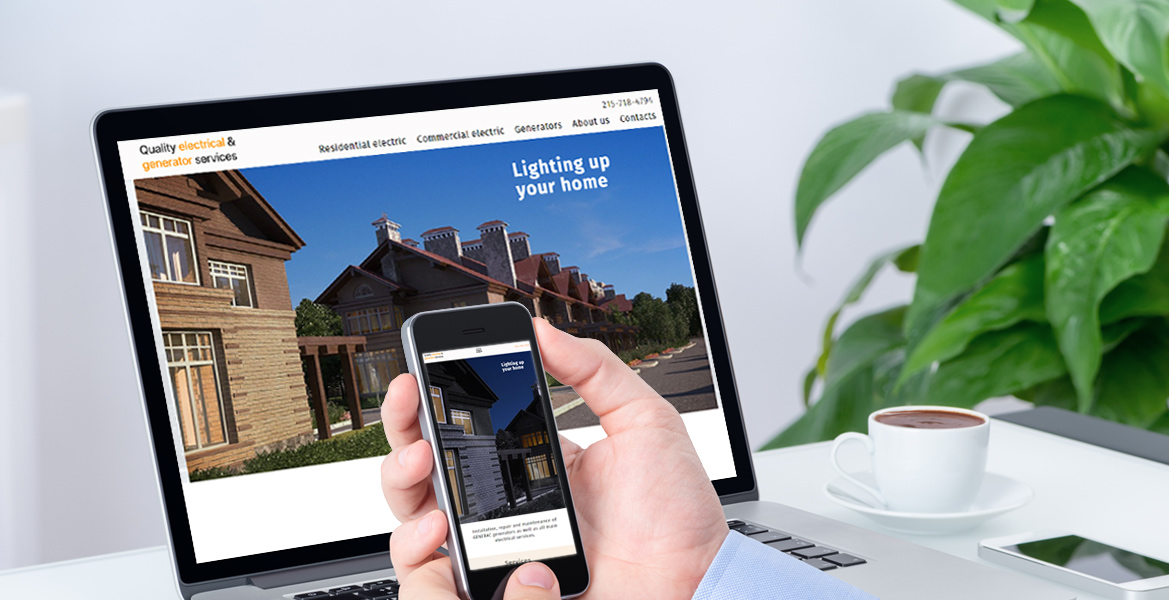 215-718-4794
Quality electrical &
generator services
Residential electric Commercial electric Generators About us Contacts
Lighting up
your home
Lighting up
your home
Installation, repair and maintenance of
GENERAC generators as well as all main
electrical services.
Services